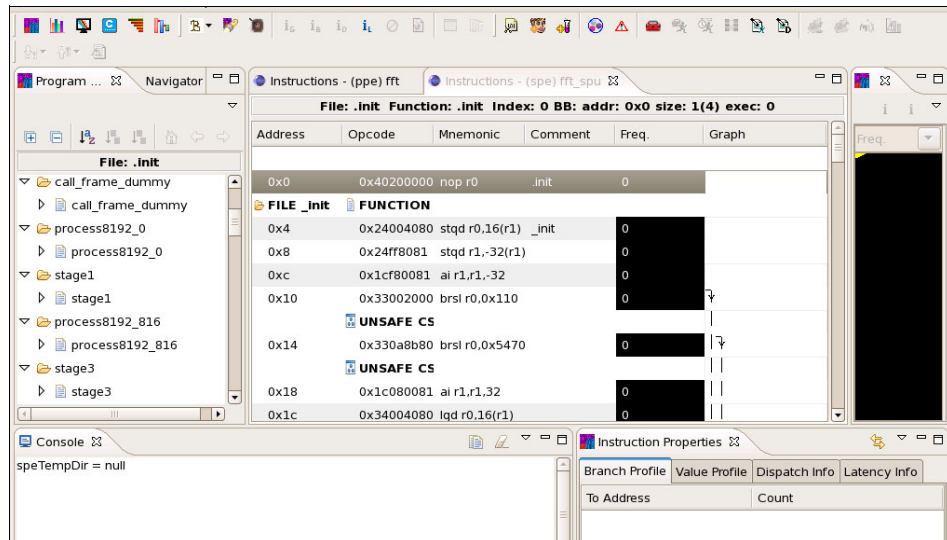 Program ... Navigator
Instructions - (ppe) fft
Instructions - (spe) fft_spu
File: .init Function: .init Index: 0 BB: addr: 0x0 size: 1(4) exec: 0
File: .init
call_frame_dummy
call_frame_dummy
process8192_0
process8192_0
stage1
stage1
process8192_816
process8192_816
stage3
stage3
Address Opcode Mnemonic Comment Freq. Graph
0x0 0x40200000 nop r0 .init 0
FILE _init FUNCTION
0x4 0x24004080 stqd r0,16(r1) _init 0
0x8 0x24ff8081 stqd r1,-32(r1) 0
0xc 0x1cf80081 ai r1,r1,-32 0
0x10 0x33002000 brsl r0,0x110 0
UNSAFE CS
0x14 0x330a8b80 brsl r0,0x5470 0
UNSAFE CS
0x18 0x1c080081 ai r1,r1,32 0
0x1c 0x34004080 lqd r0,16(r1) 0
Freq.
Console
speTempDir = null
Instruction Properties
Branch Profile Value Profile Dispatch Info Latency Info
To Address Count